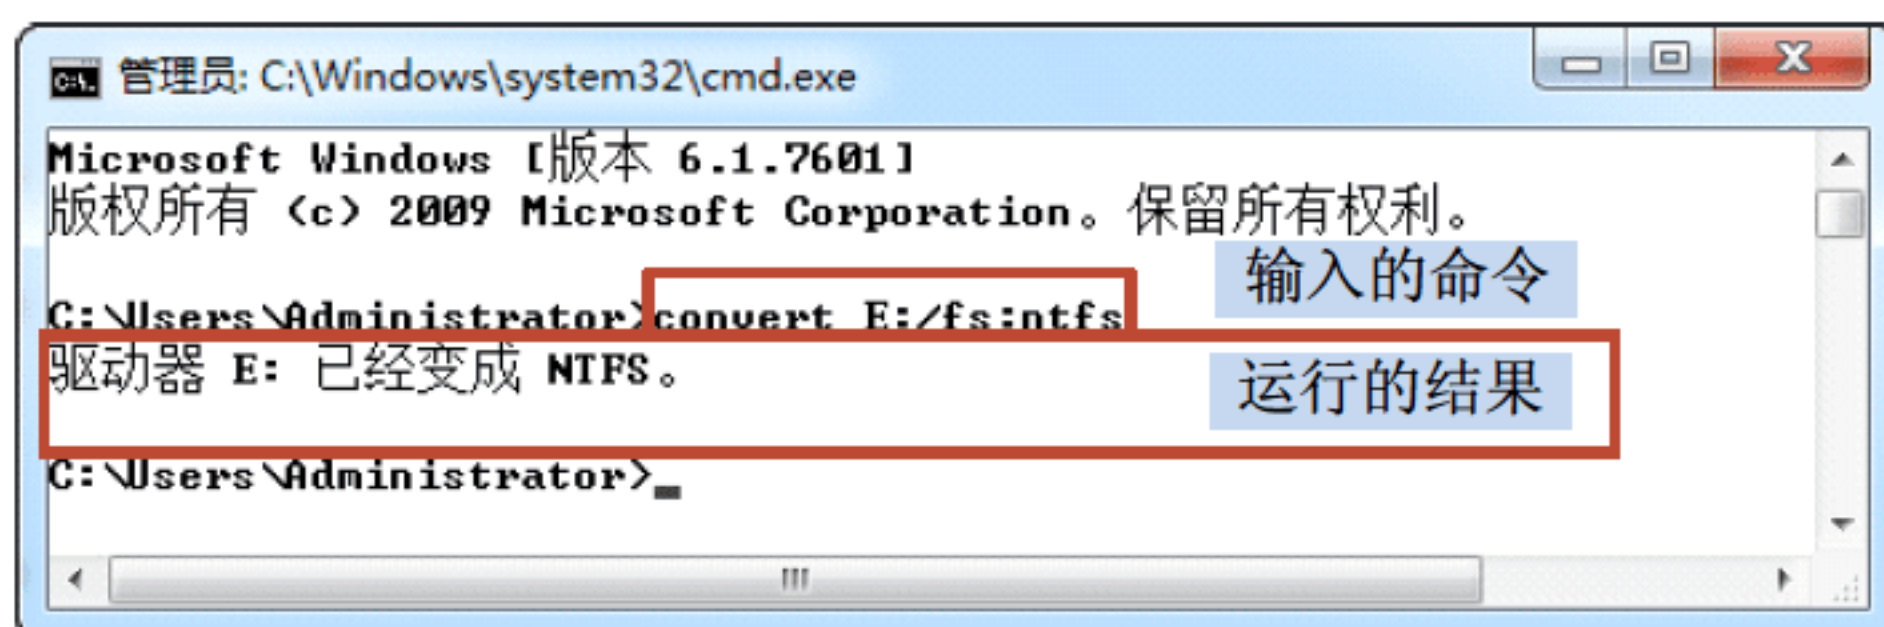 管理员: C:\Windows\system32\cmd.exe
Microsoft Windows [版本 6.1.7601]
版权所有 (c) 2009 Microsoft Corporation。保留所有权利。
输入的命令
C:\Users\Administrator>convert E:/fs:ntfs
驱动器 E: 已经变成 NTFS。
运行的结果
C:\Users\Administrator>_